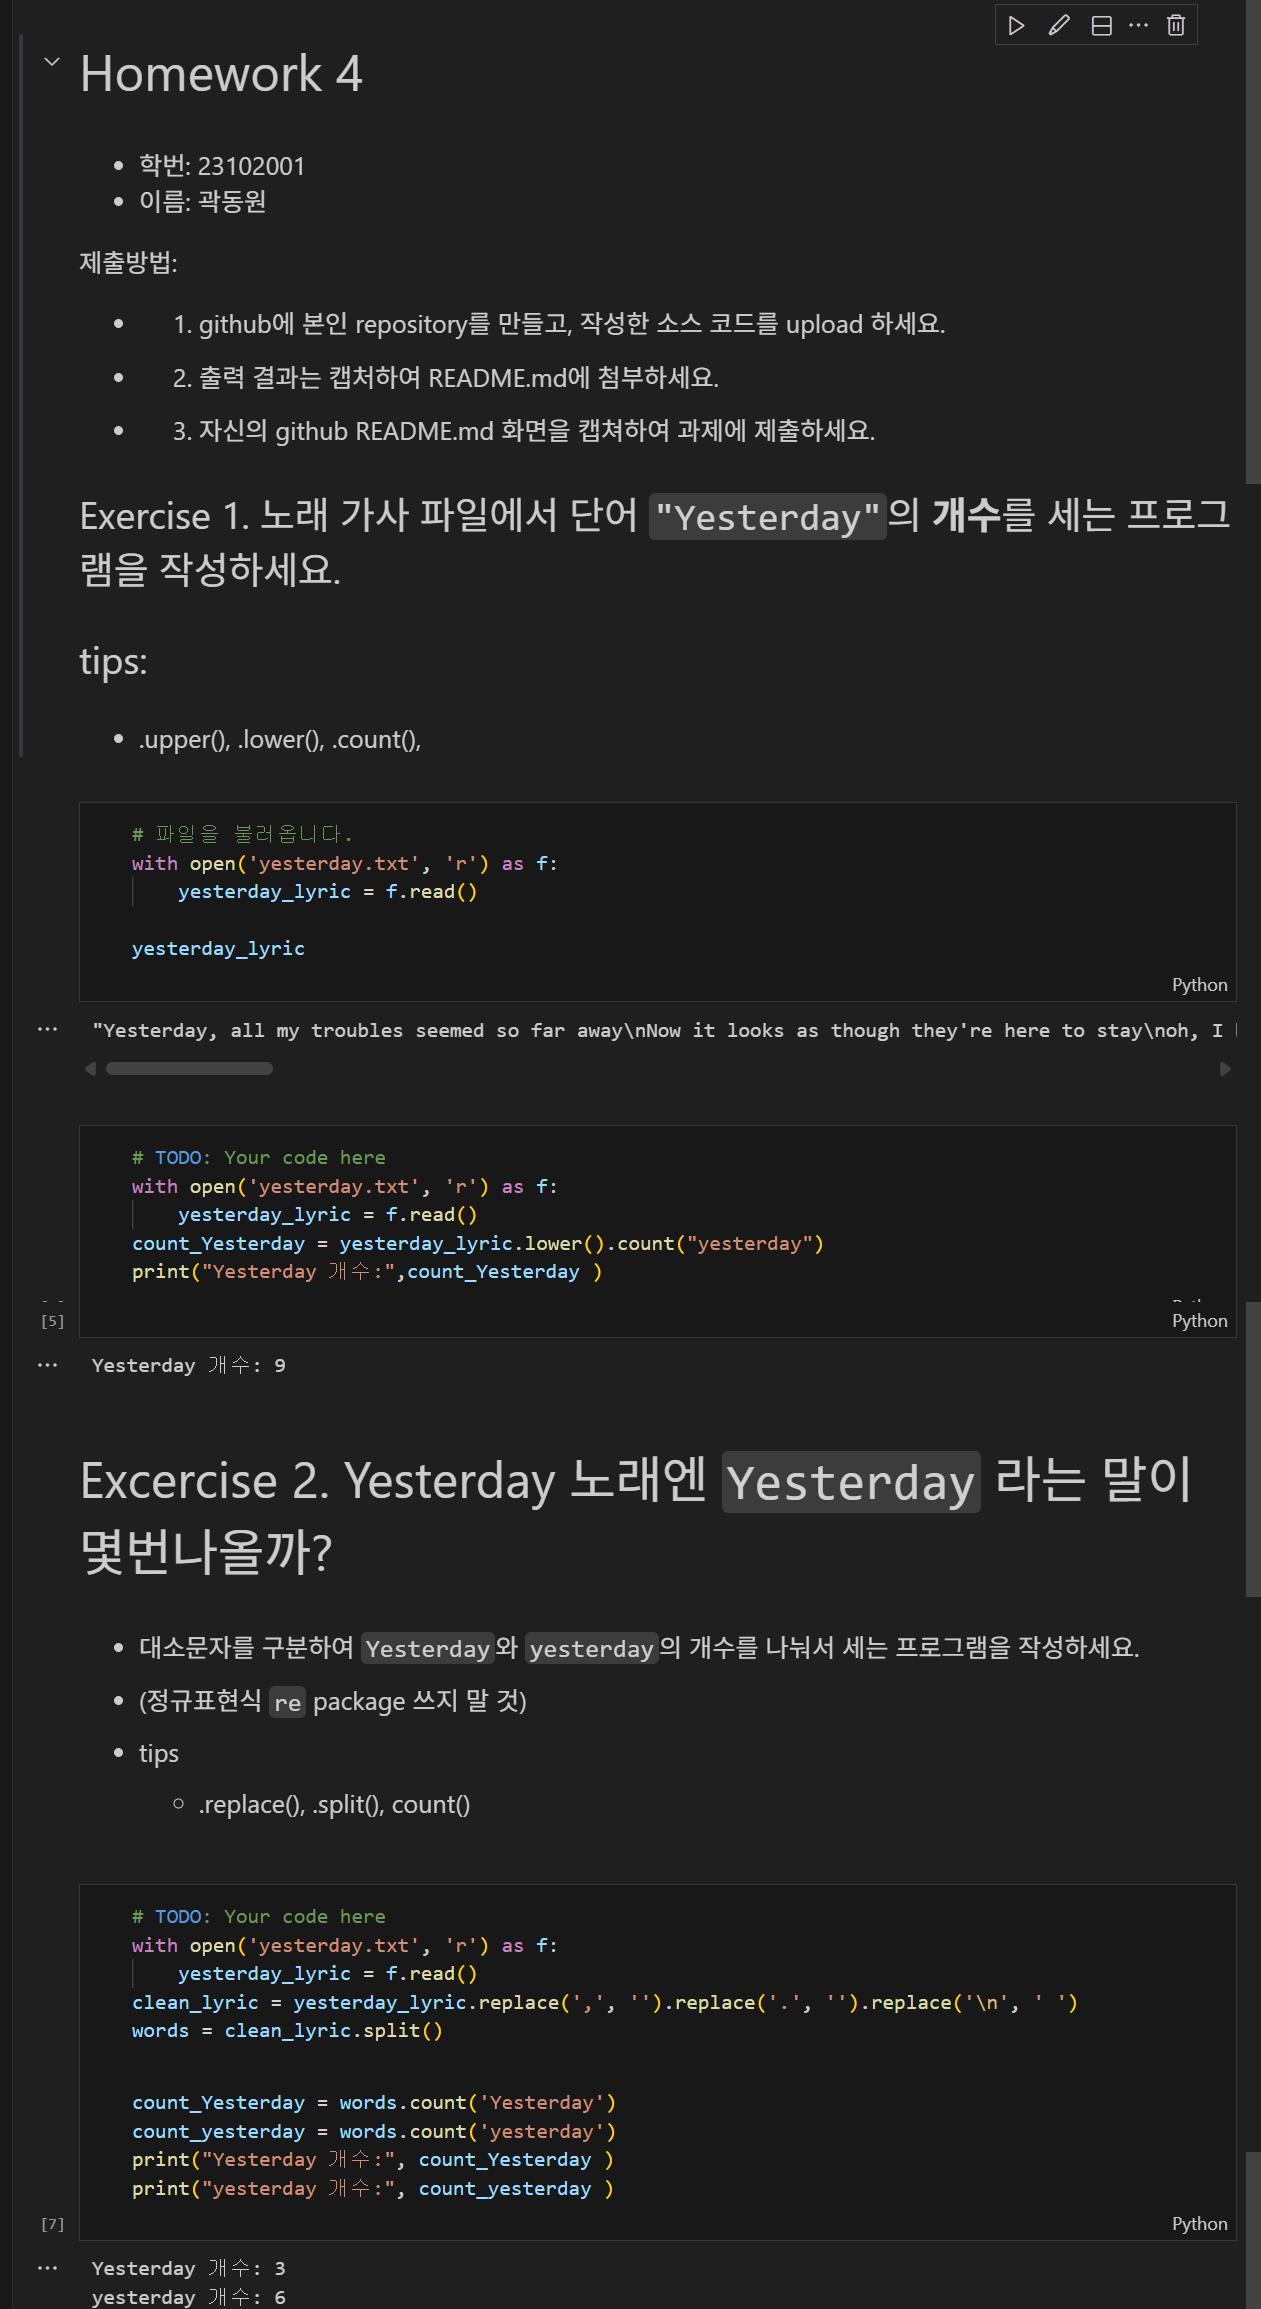 Homework 4
• 학번: 23102001
• 이름: 곽동원
제출방법:
• 1. github에 본인 repository를 만들고, 작성한 소스 코드를 upload 하세요.
• 2. 출력 결과는 캡처하여 README.md에 첨부하세요.
• 3. 자신의 github README.md 화면을 캡쳐하여 과제에 제출하세요.
Exercise 1. 노래 가사 파일에서 단어 "Yesterday"의 개수를 세는 프로그
램을 작성하세요.
tips:
• .upper(), .lower(), .count(),
# 파일을 불러옵니다.
with open('yesterday.txt', 'r') as f:
    yesterday_lyric = f.read()
yesterday_lyric
Python
"Yesterday, all my troubles seemed so far away\nNow it looks as though they're here to stay\noh, I
# TODO: Your code here
with open('yesterday.txt', 'r') as f:
    yesterday_lyric = f.read()
count_Yesterday = yesterday_lyric.lower().count("yesterday")
print("Yesterday 개수:",count_Yesterday )
[5]
Python
Yesterday 개수: 9
Excercise 2. Yesterday 노래엔 Yesterday 라는 말이
몇번나올까?
• 대소문자를 구분하여 Yesterday와 yesterday의 개수를 나눠서 세는 프로그램을 작성하세요.
• (정규표현식 re package 쓰지 말 것)
• tips
◦ .replace(), .split(), count()
# TODO: Your code here
with open('yesterday.txt', 'r') as f:
    yesterday_lyric = f.read()
clean_lyric = yesterday_lyric.replace(',', '').replace('.', '').replace('\n', ' ')
words = clean_lyric.split()
count_Yesterday = words.count('Yesterday')
count_yesterday = words.count('yesterday')
print("Yesterday 개수:", count_Yesterday )
print("yesterday 개수:", count_yesterday )
[7]
Python
Yesterday 개수: 3
yesterday 개수: 6